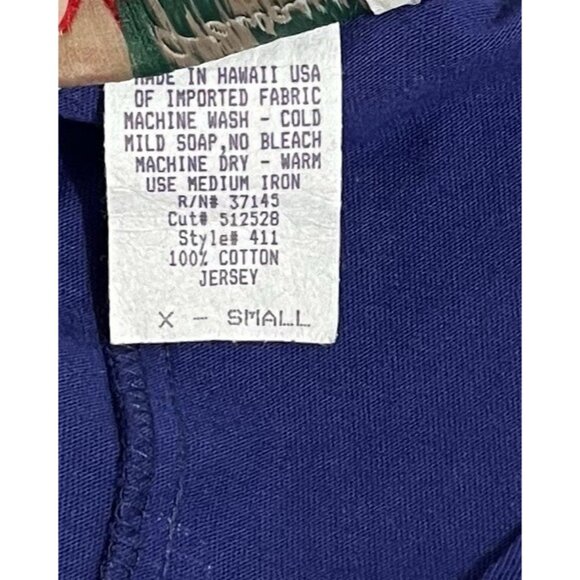 MADE IN HAWAII USA
OF IMPORTED FABRIC
MACHINE WASH - COLD
MILD SOAP,NO BLEACH
MACHINE DRY - WARM
USE MEDIUM IRON
R/N# 37145
Cut# 512528
Style# 411
100% COTTON
JERSEY
X - SMALL